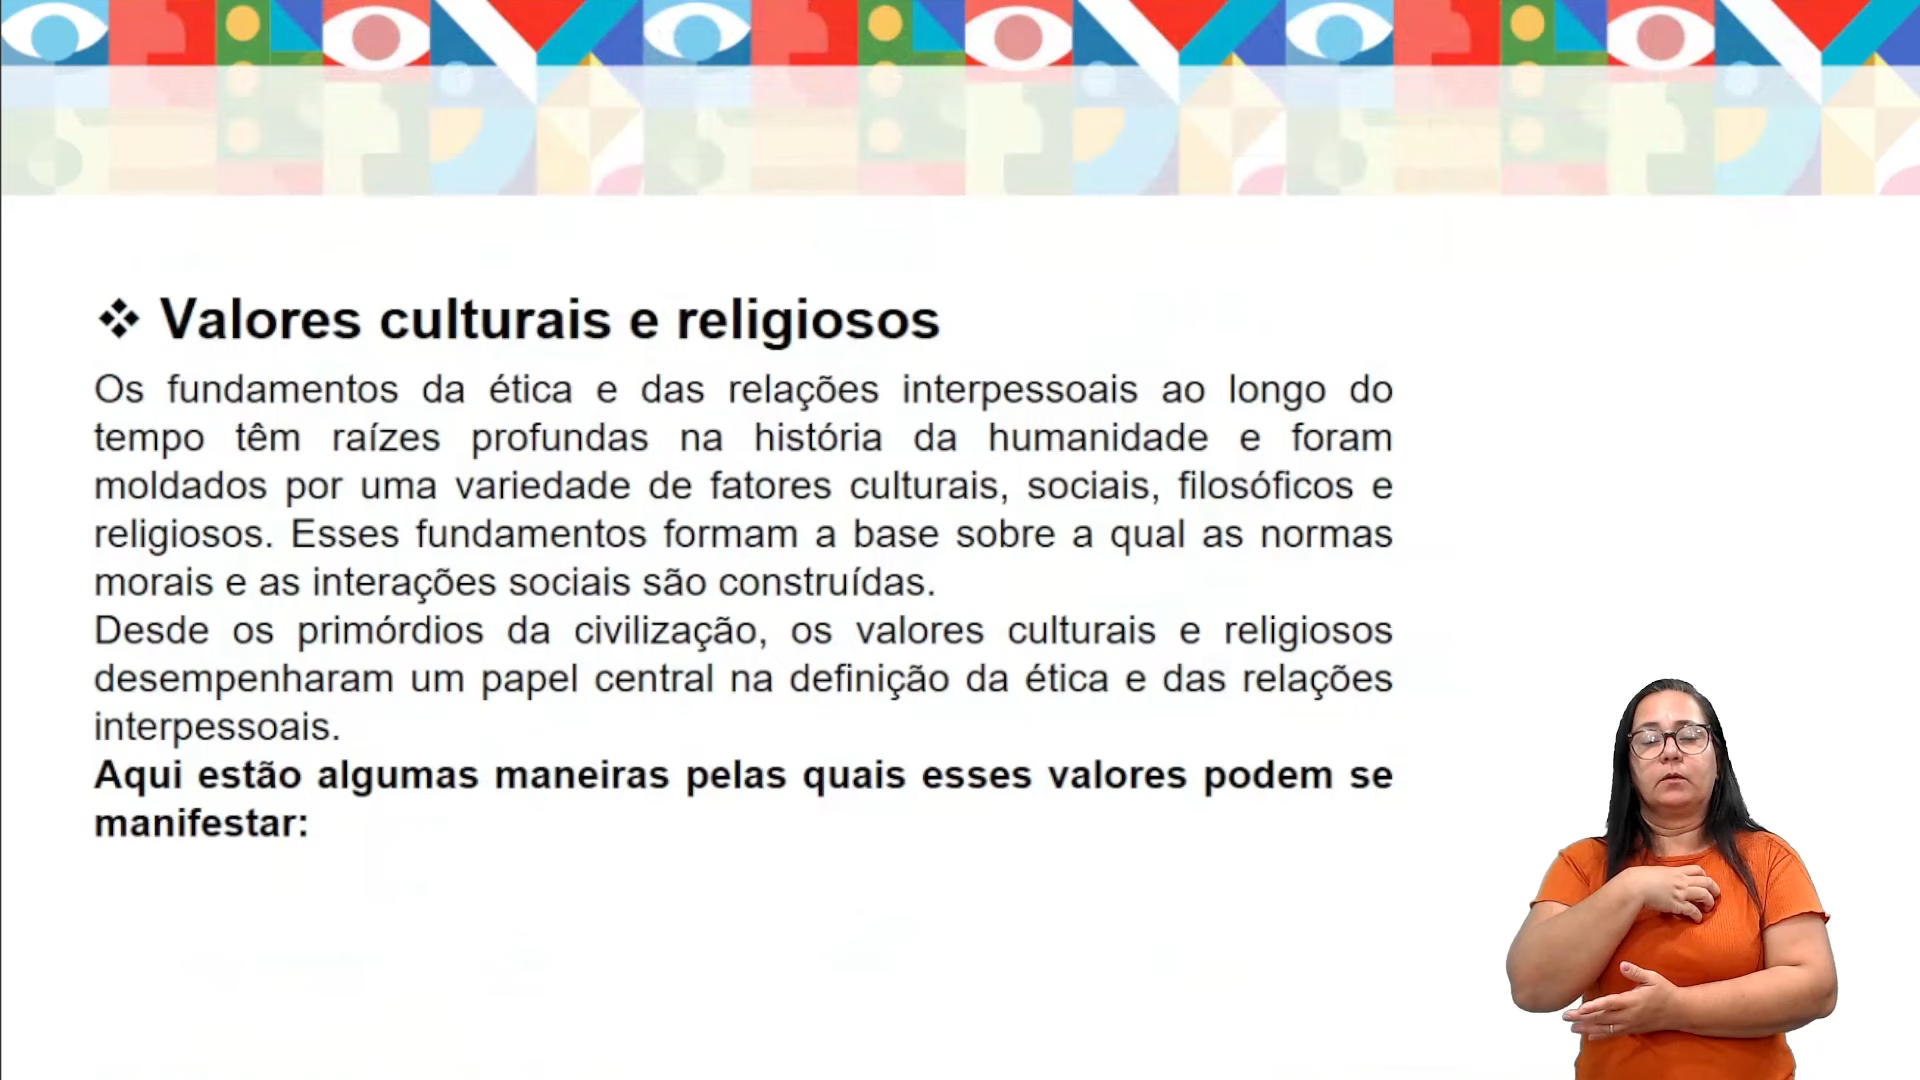 ❖ Valores culturais e religiosos
Os fundamentos da ética e das relações interpessoais ao longo do
tempo têm raízes profundas na história da humanidade e foram
moldados por uma variedade de fatores culturais, sociais, filosóficos e
religiosos. Esses fundamentos formam a base sobre a qual as normas
morais e as interações sociais são construídas.
Desde os primórdios da civilização, os valores culturais e religiosos
desempenharam um papel central na definição da ética e das relações
interpessoais.
Aqui estão algumas maneiras pelas quais esses valores podem se
manifestar: